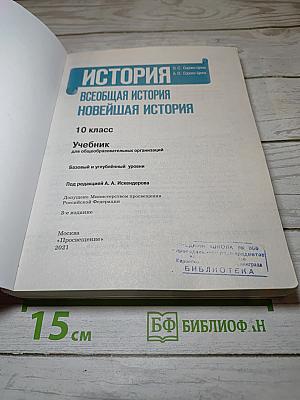 ИСТОРИЯ
О. С. Сороко-Цюпа
А. О. Сороко-Цюпа
ВСЕОБЩАЯ ИСТОРИЯ
НОВЕЙШАЯ ИСТОРИЯ
10 класс
Учебник
для общеобразовательных организаций
Базовый и углублённый уровни
Под редакцией А. А. Искендерова
Допущено Министерством просвещения
Российской Федерации
3-е издание
Москва
«Просвещение»
2021
БИБЛИОТЕКА
15 см
БФ БИБЛИОФАН